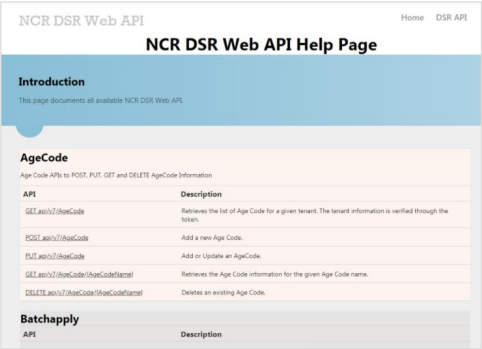 NCR DSR Web API
Home DSR API
NCR DSR Web API Help Page
Introduction
This page documents all available NCR DSR Web API.
AgeCode
Age Code APIs to POST, PUT, GET and DELETE AgeCode Information
API Description
GET api/v7/AgeCode Retrieves the list of Age Code for a given tenant. The tenant information is verified through the
token.
POST api/v7/AgeCode Add a new Age Code.
PUT api/v7/AgeCode Add or Update an AgeCode.
GET api/v7/AgeCode/{AgeCodeName} Retrieves the Age Code information for the given Age Code name.
DELETE api/v7/AgeCode/{AgeCodeName} Deletes an existing Age Code.
Batchapply
API Description